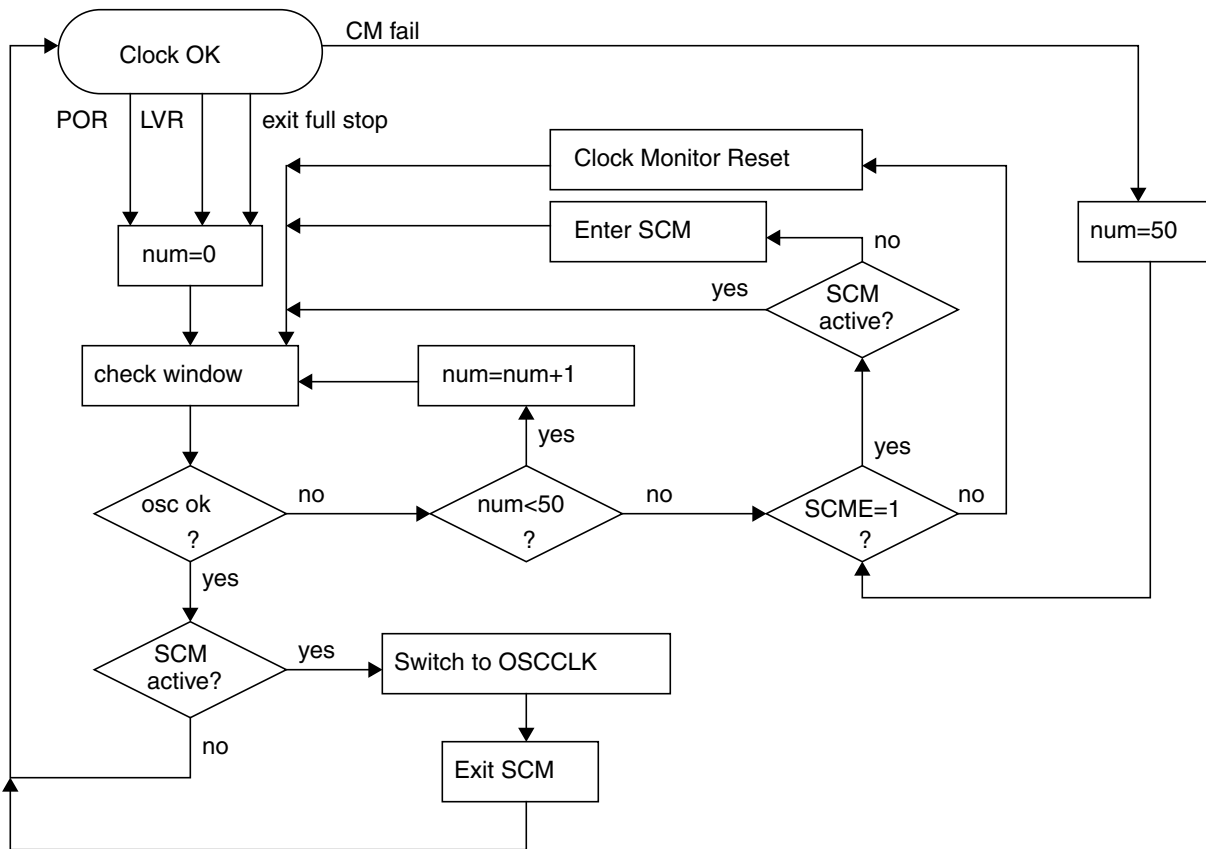 CM fail
Clock OK
POR
LVR
exit full stop
Clock Monitor Reset
Enter SCM
no
num=50
num=0
yes
SCM
active?
check window
num=num+1
yes
yes
osc ok
?
no
num<50
?
no
SCME=1
?
no
yes
SCM
active?
yes
Switch to OSCCLK
no
Exit SCM